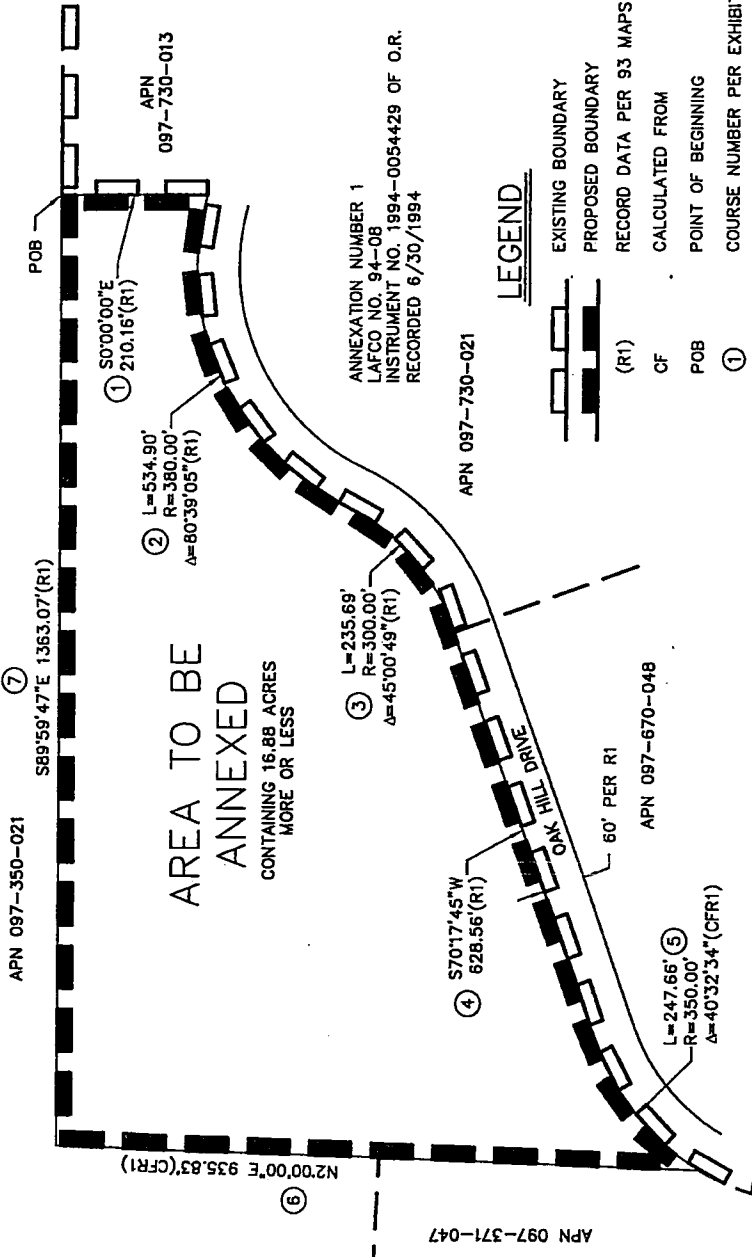 APN 097-350-021
⑦
S89°59'47"E 1363.07'(R1)
POB
APN
097-730-013
① S0°00'00"E
210.16'(R1)
② L=534.90'
R=380.00'
Δ=80°39'05"(R1)
AREA TO BE
ANNEXED
CONTAINING 16.88 ACRES
MORE OR LESS
ANNEXATION NUMBER 1
LAFCO NO. 94-08
INSTRUMENT NO. 1994-0054429 OF O.R.
RECORDED 6/30/1994
③ L=235.69'
R=300.00'
Δ=45°00'49"(R1)
APN 097-730-021
④ S70°17'45"W
628.56'(R1)
OAK HILL DRIVE
60' PER R1
APN 097-670-048
L=247.66' ⑤
R=350.00'
Δ=40°32'34"(CFR1)
N2°00'00"E 935.83'(CFR1)
⑥
APN 097-371-047
LEGEND
EXISTING BOUNDARY
PROPOSED BOUNDARY
(R1) RECORD DATA PER 93 MAPS
CF CALCULATED FROM
POB POINT OF BEGINNING
① COURSE NUMBER PER